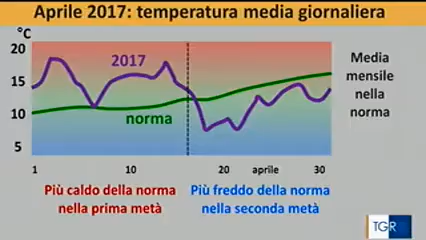 Aprile 2017: temperatura media giornaliera
°C
20
15
10
5
2017
norma
Media
mensile
nella
norma
1
10
20
aprile
30
Più caldo della norma
nella prima metà
Più freddo della norma
nella seconda metà
TGR